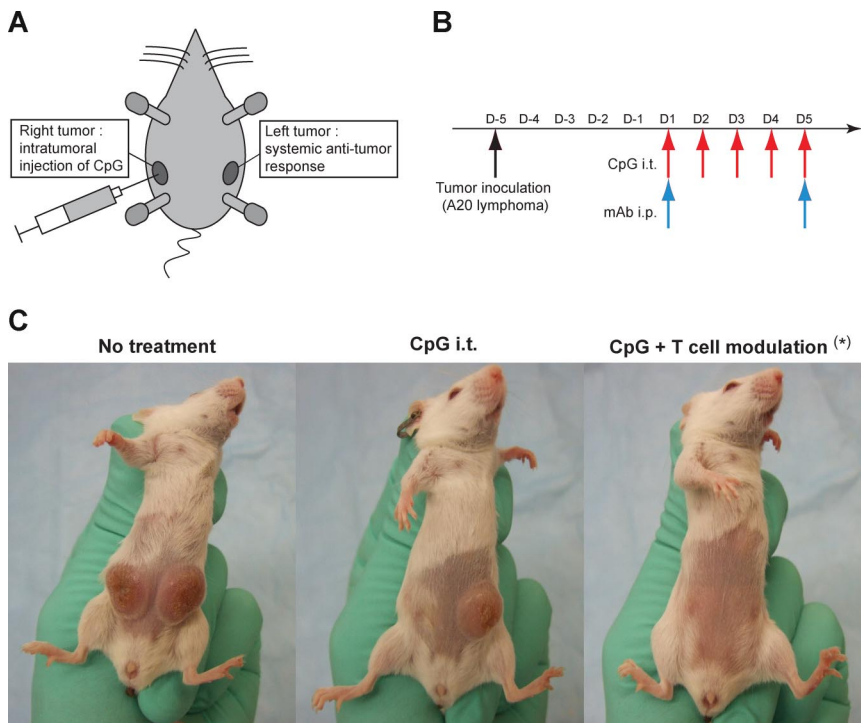 A
Right tumor :
intratumoral
injection of CpG
Left tumor :
systemic anti-tumor
response
B
D-5 D-4 D-3 D-2 D-1 D1 D2 D3 D4 D5
CpG i.t.
Tumor inoculation
(A20 lymphoma)
mAb i.p.
C
No treatment
CpG i.t.
CpG + T cell modulation (*)